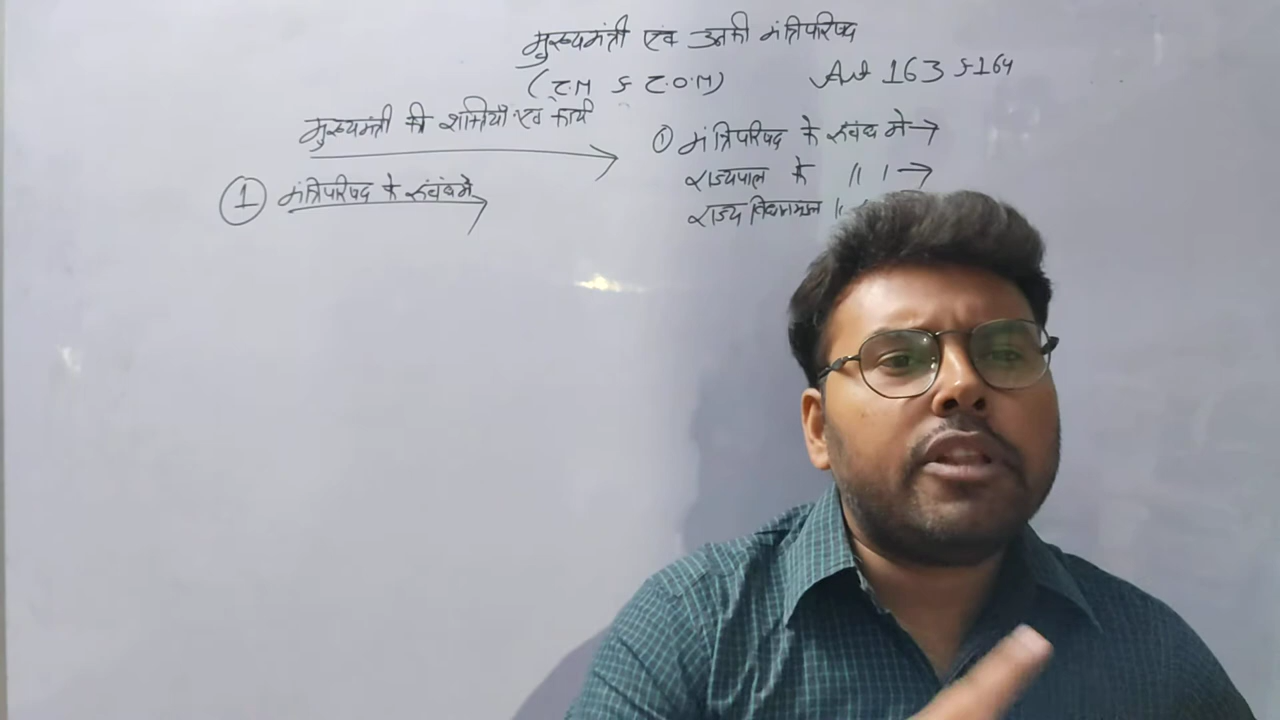 मुख्यमंत्री एवं उनकी मंत्रिपरिषद
(C.M & C.O.M) Art 163 & 164
मुख्यमंत्री की शक्तियाँ एवं कार्य
① मंत्रिपरिषद के संबंध में
① मंत्रिपरिषद के संबंध में →
राज्यपाल के " " →
राज्य विधानमण्डल "